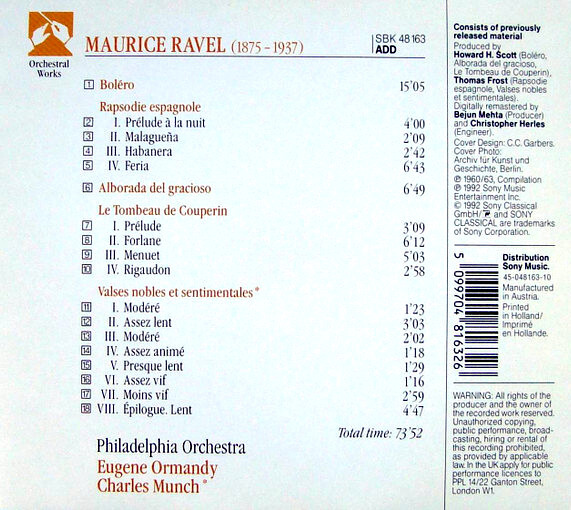 Orchestral
Works
MAURICE RAVEL (1875 - 1937)
SBK 48 163
ADD
1 Boléro 15'05
Rapsodie espagnole
2 I. Prélude à la nuit 4'00
3 II. Malagueña 2'09
4 III. Habanera 2'42
5 IV. Feria 6'43
6 Alborada del gracioso 6'49
Le Tombeau de Couperin
7 I. Prélude 3'09
8 II. Forlane 6'12
9 III. Menuet 5'03
10 IV. Rigaudon 2'58
Valses nobles et sentimentales*
11 I. Modéré 1'23
12 II. Assez lent 3'03
13 III. Modéré 2'02
14 IV. Assez animé 1'18
15 V. Presque lent 1'29
16 VI. Assez vif 1'16
17 VII. Moins vif 2'59
18 VIII. Épilogue. Lent 4'47
Total time: 73'52
Philadelphia Orchestra
Eugene Ormandy
Charles Munch*
Consists of previously
released material
Produced by
Howard H. Scott (Boléro,
Alborada del gracioso,
Le Tombeau de Couperin),
Thomas Frost (Rapsodie
espagnole, Valses nobles
et sentimentales).
Digitally remastered by
Bejun Mehta (Producer)
and Christopher Herles
(Engineer).
Cover Design: C.C. Garbers.
Cover Photo:
Archiv für Kunst und
Geschichte, Berlin.
℗ 1960/63, Compilation
℗ 1992 Sony Music
Entertainment Inc.
© 1992 Sony Classical
GmbH/ and SONY
CLASSICAL are trademarks
of Sony Corporation.
5 099704 816326
Distribution
Sony Music.
45-048163-10
Manufactured
in Austria.
Printed
in Holland/
Imprimé
en Hollande.
WARNING: All rights of the
producer and the owner of
the recorded work reserved.
Unauthorized copying,
public performance, broad-
casting, hiring or rental of
this recording prohibited,
as provided by applicable
law. In the UK apply for public
performance licences to
PPL 14/22 Ganton Street,
London W1.